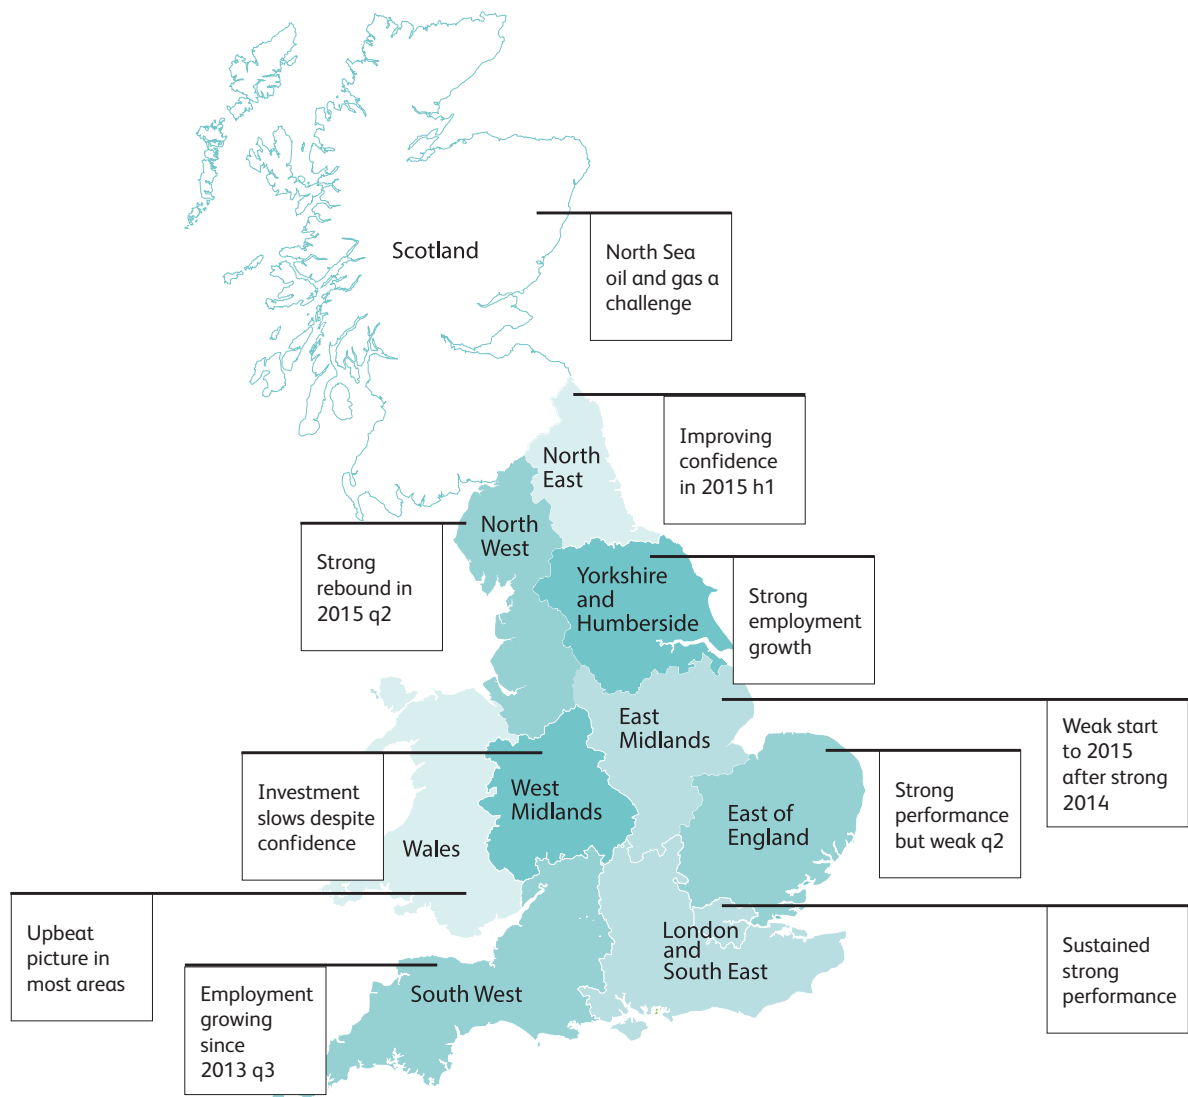 Scotland
North Sea
oil and gas a
challenge
Improving
confidence
in 2015 h1
North
East
North
West
Strong
rebound in
2015 q2
Yorkshire
and
Humberside
Strong
employment
growth
East
Midlands
Weak start
to 2015
after strong
2014
Investment
slows despite
confidence
West
Midlands
Strong
performance
but weak q2
East of
England
Wales
Upbeat
picture in
most areas
London
and
South East
Sustained
strong
performance
South West
Employment
growing
since
2013 q3